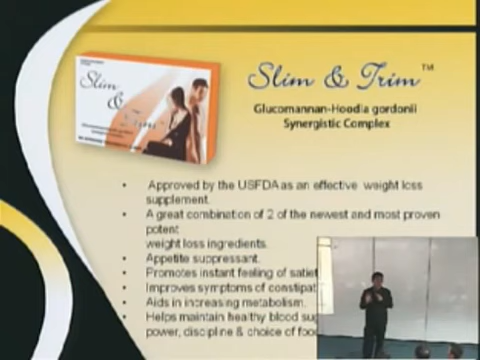 Slim & Trim™
Slim
&
Trim
Glucomannan-Hoodia gordonii
Synergistic Complex
• Approved by the USFDA as an effective weight loss
supplement.
• A great combination of 2 of the newest and most proven
potent
weight loss ingredients.
• Appetite suppressant.
• Promotes instant feeling of
• Improves symptoms of
• Aids in increasing metabolism.
• Helps maintain healthy blood
power, discipline & choice of